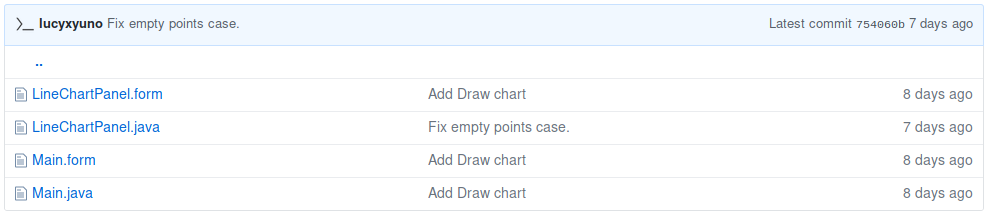 lucyxyuno Fix empty points case. Latest commit 754060b 7 days ago
..
LineChartPanel.form Add Draw chart 8 days ago
LineChartPanel.java Fix empty points case. 7 days ago
Main.form Add Draw chart 8 days ago
Main.java Add Draw chart 8 days ago